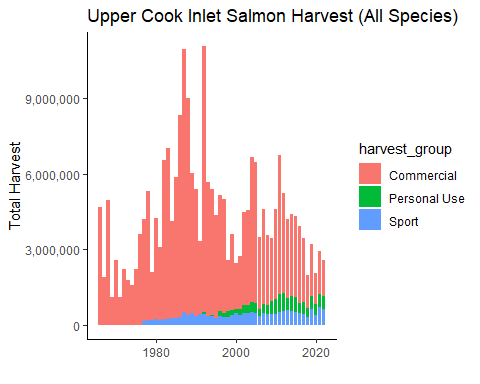 Upper Cook Inlet Salmon Harvest (All Species)
9,000,000
6,000,000
3,000,000
0
Total Harvest
1980
2000
2020
harvest_group
Commercial
Personal Use
Sport